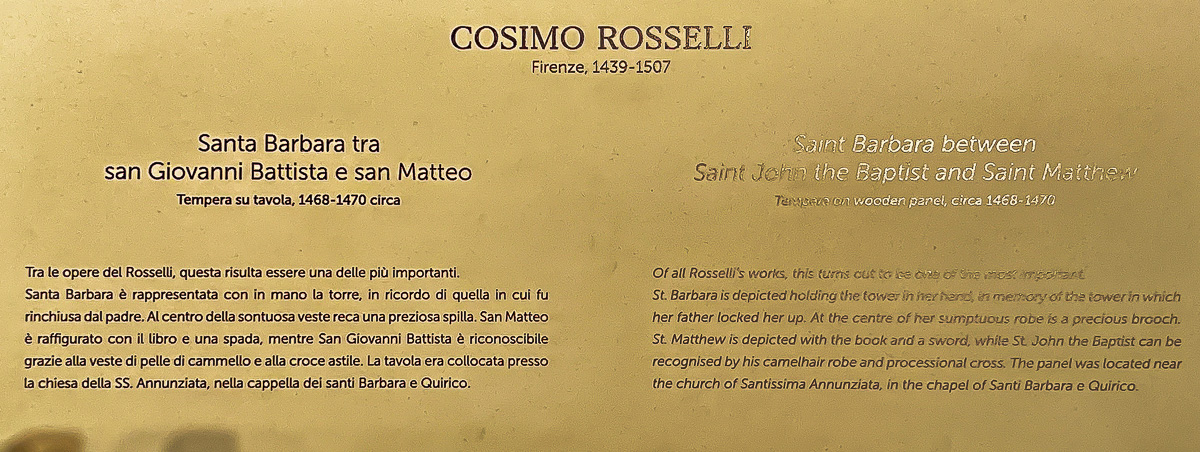 COSIMO ROSSELLI
Firenze, 1439-1507
Santa Barbara tra
san Giovanni Battista e san Matteo
Tempera su tavola, 1468-1470 circa
Tra le opere del Rosselli, questa risulta essere una delle più importanti.
Santa Barbara è rappresentata con in mano la torre, in ricordo di quella in cui fu
rinchiusa dal padre. Al centro della sontuosa veste reca una preziosa spilla. San Matteo
è raffigurato con il libro e una spada, mentre San Giovanni Battista è riconoscibile
grazie alla veste di pelle di cammello e alla croce astile. La tavola era collocata presso
la chiesa della SS. Annunziata, nella cappella dei santi Barbara e Quirico.
Saint Barbara between
Saint John the Baptist and Saint Matthew
Tempera on wooden panel, circa 1468-1470
Of all Rosselli's works, this turns out to be one of the most important.
St. Barbara is depicted holding the tower in her hand, in memory of the tower in which
her father locked her up. At the centre of her sumptuous robe is a precious brooch.
St. Matthew is depicted with the book and a sword, while St. John the Baptist can be
recognised by his camelhair robe and processional cross. The panel was located near
the church of Santissima Annunziata, in the chapel of Santi Barbara e Quirico.